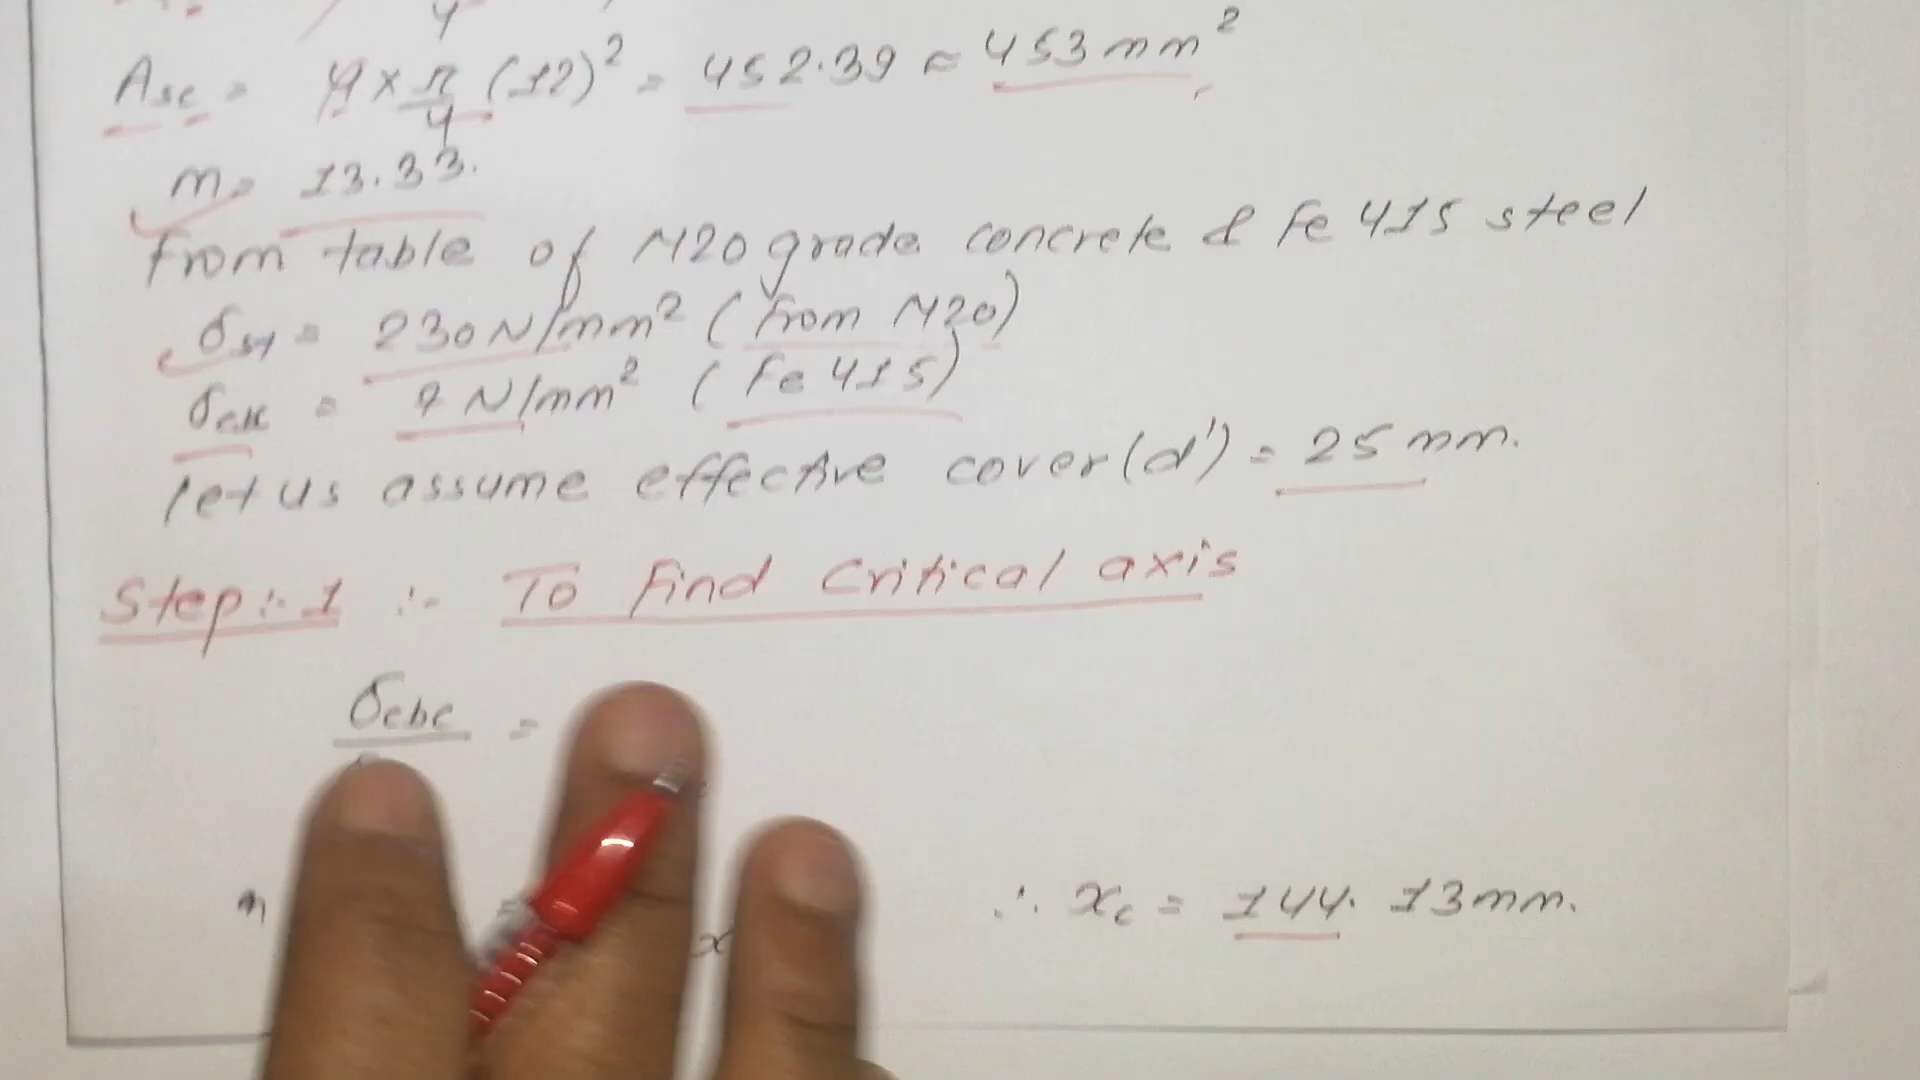 4
Asc = 4 x π/4 (12)² = 452.39 ≈ 453 mm²
m = 13.33.
From table of M20 grade concrete & Fe 415 steel
σst = 230 N/mm² (From M20)
= 7 N/mm² (Fe 415)
let us assume effective cover (d') = 25 mm.
Step:- 1 :- To Find Critical axis
σcbc =
∴ xc = 144.13 mm.
x